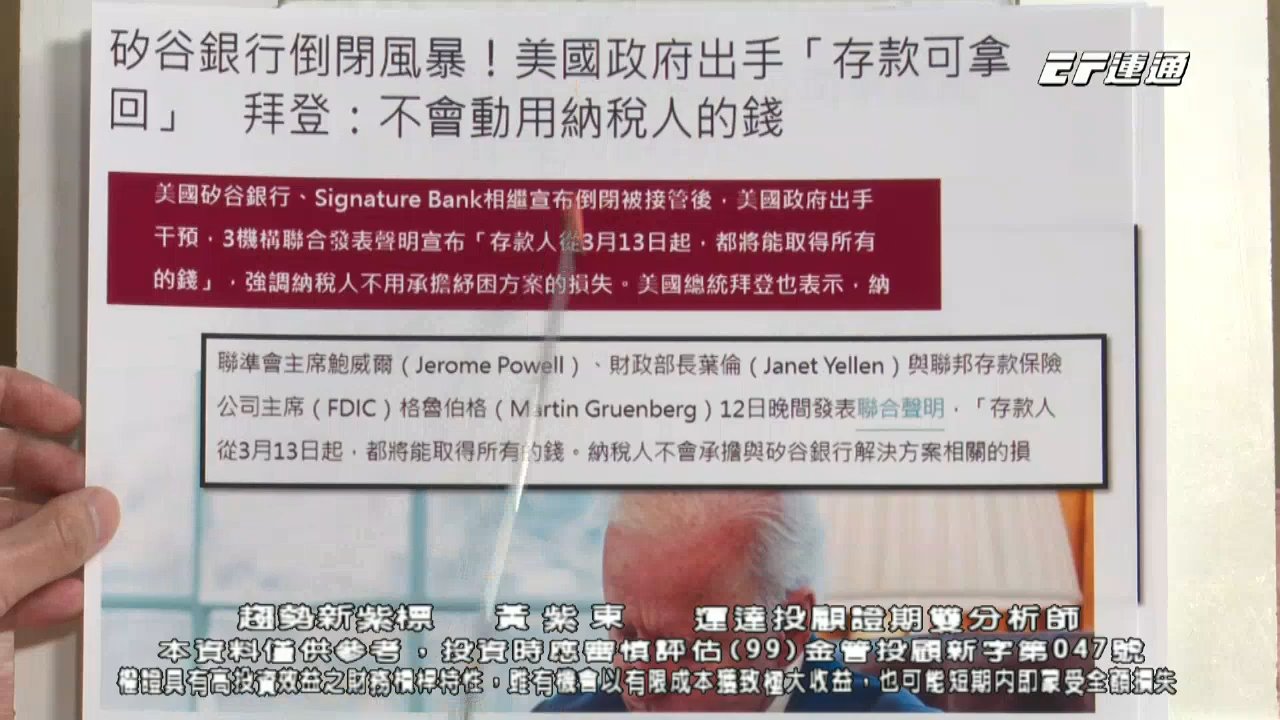 矽谷銀行倒閉風暴！美國政府出手「存款可拿
回」　拜登：不會動用納稅人的錢
EF運通
美國矽谷銀行、Signature Bank相繼宣布倒閉被接管後，美國政府出手
干預，3機構聯合發表聲明宣布「存款人從3月13日起，都將能取得所有
的錢」，強調納稅人不用承擔紓困方案的損失。美國總統拜登也表示，納
聯準會主席鮑威爾（Jerome Powell）、財政部長葉倫（Janet Yellen）與聯邦存款保險
公司主席（FDIC）格魯伯格（Martin Gruenberg）12日晚間發表聯合聲明，「存款人
從3月13日起，都將能取得所有的錢。納稅人不會承擔與矽谷銀行解決方案相關的損
趨勢新紫標　黃紫東　運達投顧證期雙分析師
本資料僅供參考，投資時應審慎評估(99)金管投顧新字第047號
權證具有高投資效益之財務槓桿特性，雖有機會以有限成本獲致極大收益，也可能短期內即蒙受全額損失